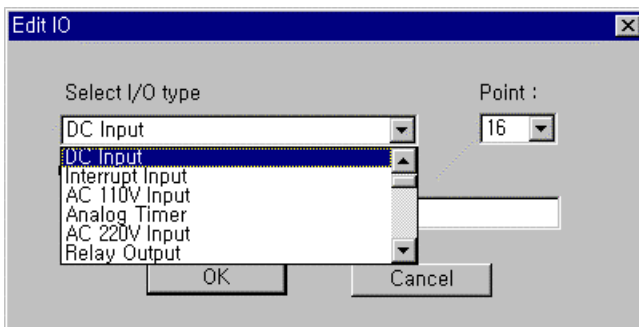 Edit IO
Select I/O type
Point :
DC Input
16
DC Input
Interrupt Input
AC 110V Input
Analog Timer
AC 220V Input
Relay Output
OK
Cancel